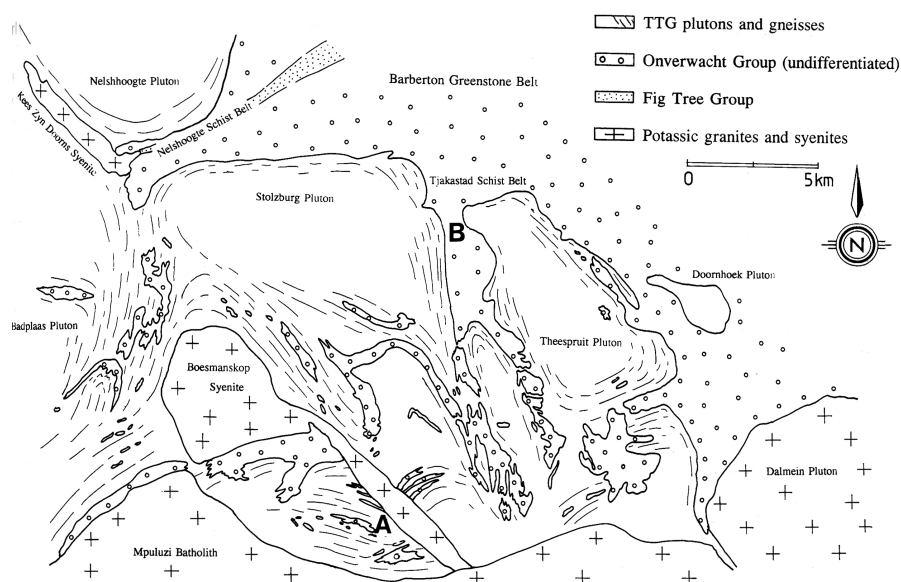 TTG plutons and gneisses
Onverwacht Group (undifferentiated)
Fig Tree Group
Potassic granites and syenites
0 5km
N
Nelshhoogte Pluton
Barberton Greenstone Belt
Kees Zyn Doorns Syenite
Nelshoogte Schist Belt
Tjakastad Schist Belt
Stolzburg Pluton
B
Doornhoek Pluton
Badplaas Pluton
Theespruit Pluton
Boesmanskop
Syenite
Dalmein Pluton
A
Mpuluzi Batholith